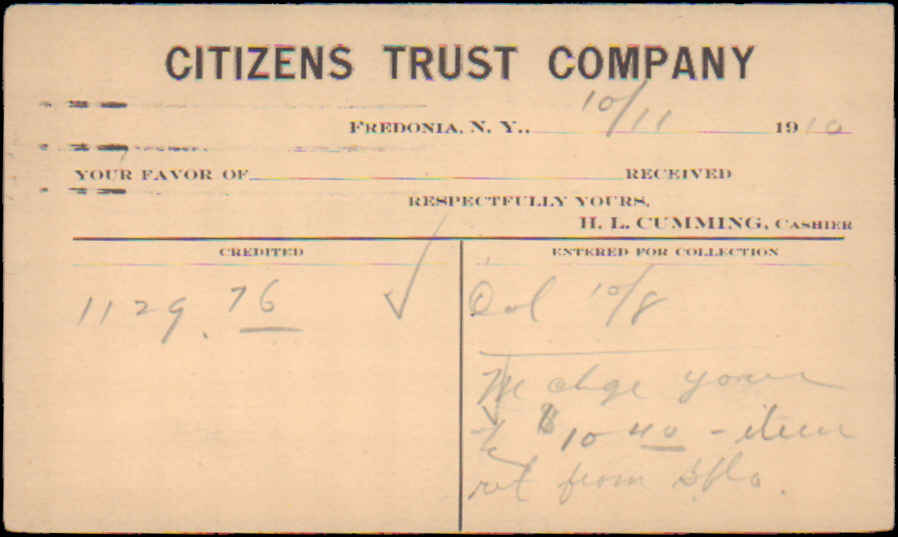 CITIZENS TRUST COMPANY
FREDONIA, N. Y., 10/11 1910
YOUR FAVOR OF RECEIVED
RESPECTFULLY YOURS,
H. L. CUMMING, CASHIER
CREDITED
1129.76
ENTERED FOR COLLECTION
10/8
We chge your
$10 40 - item
ret from Bflo.